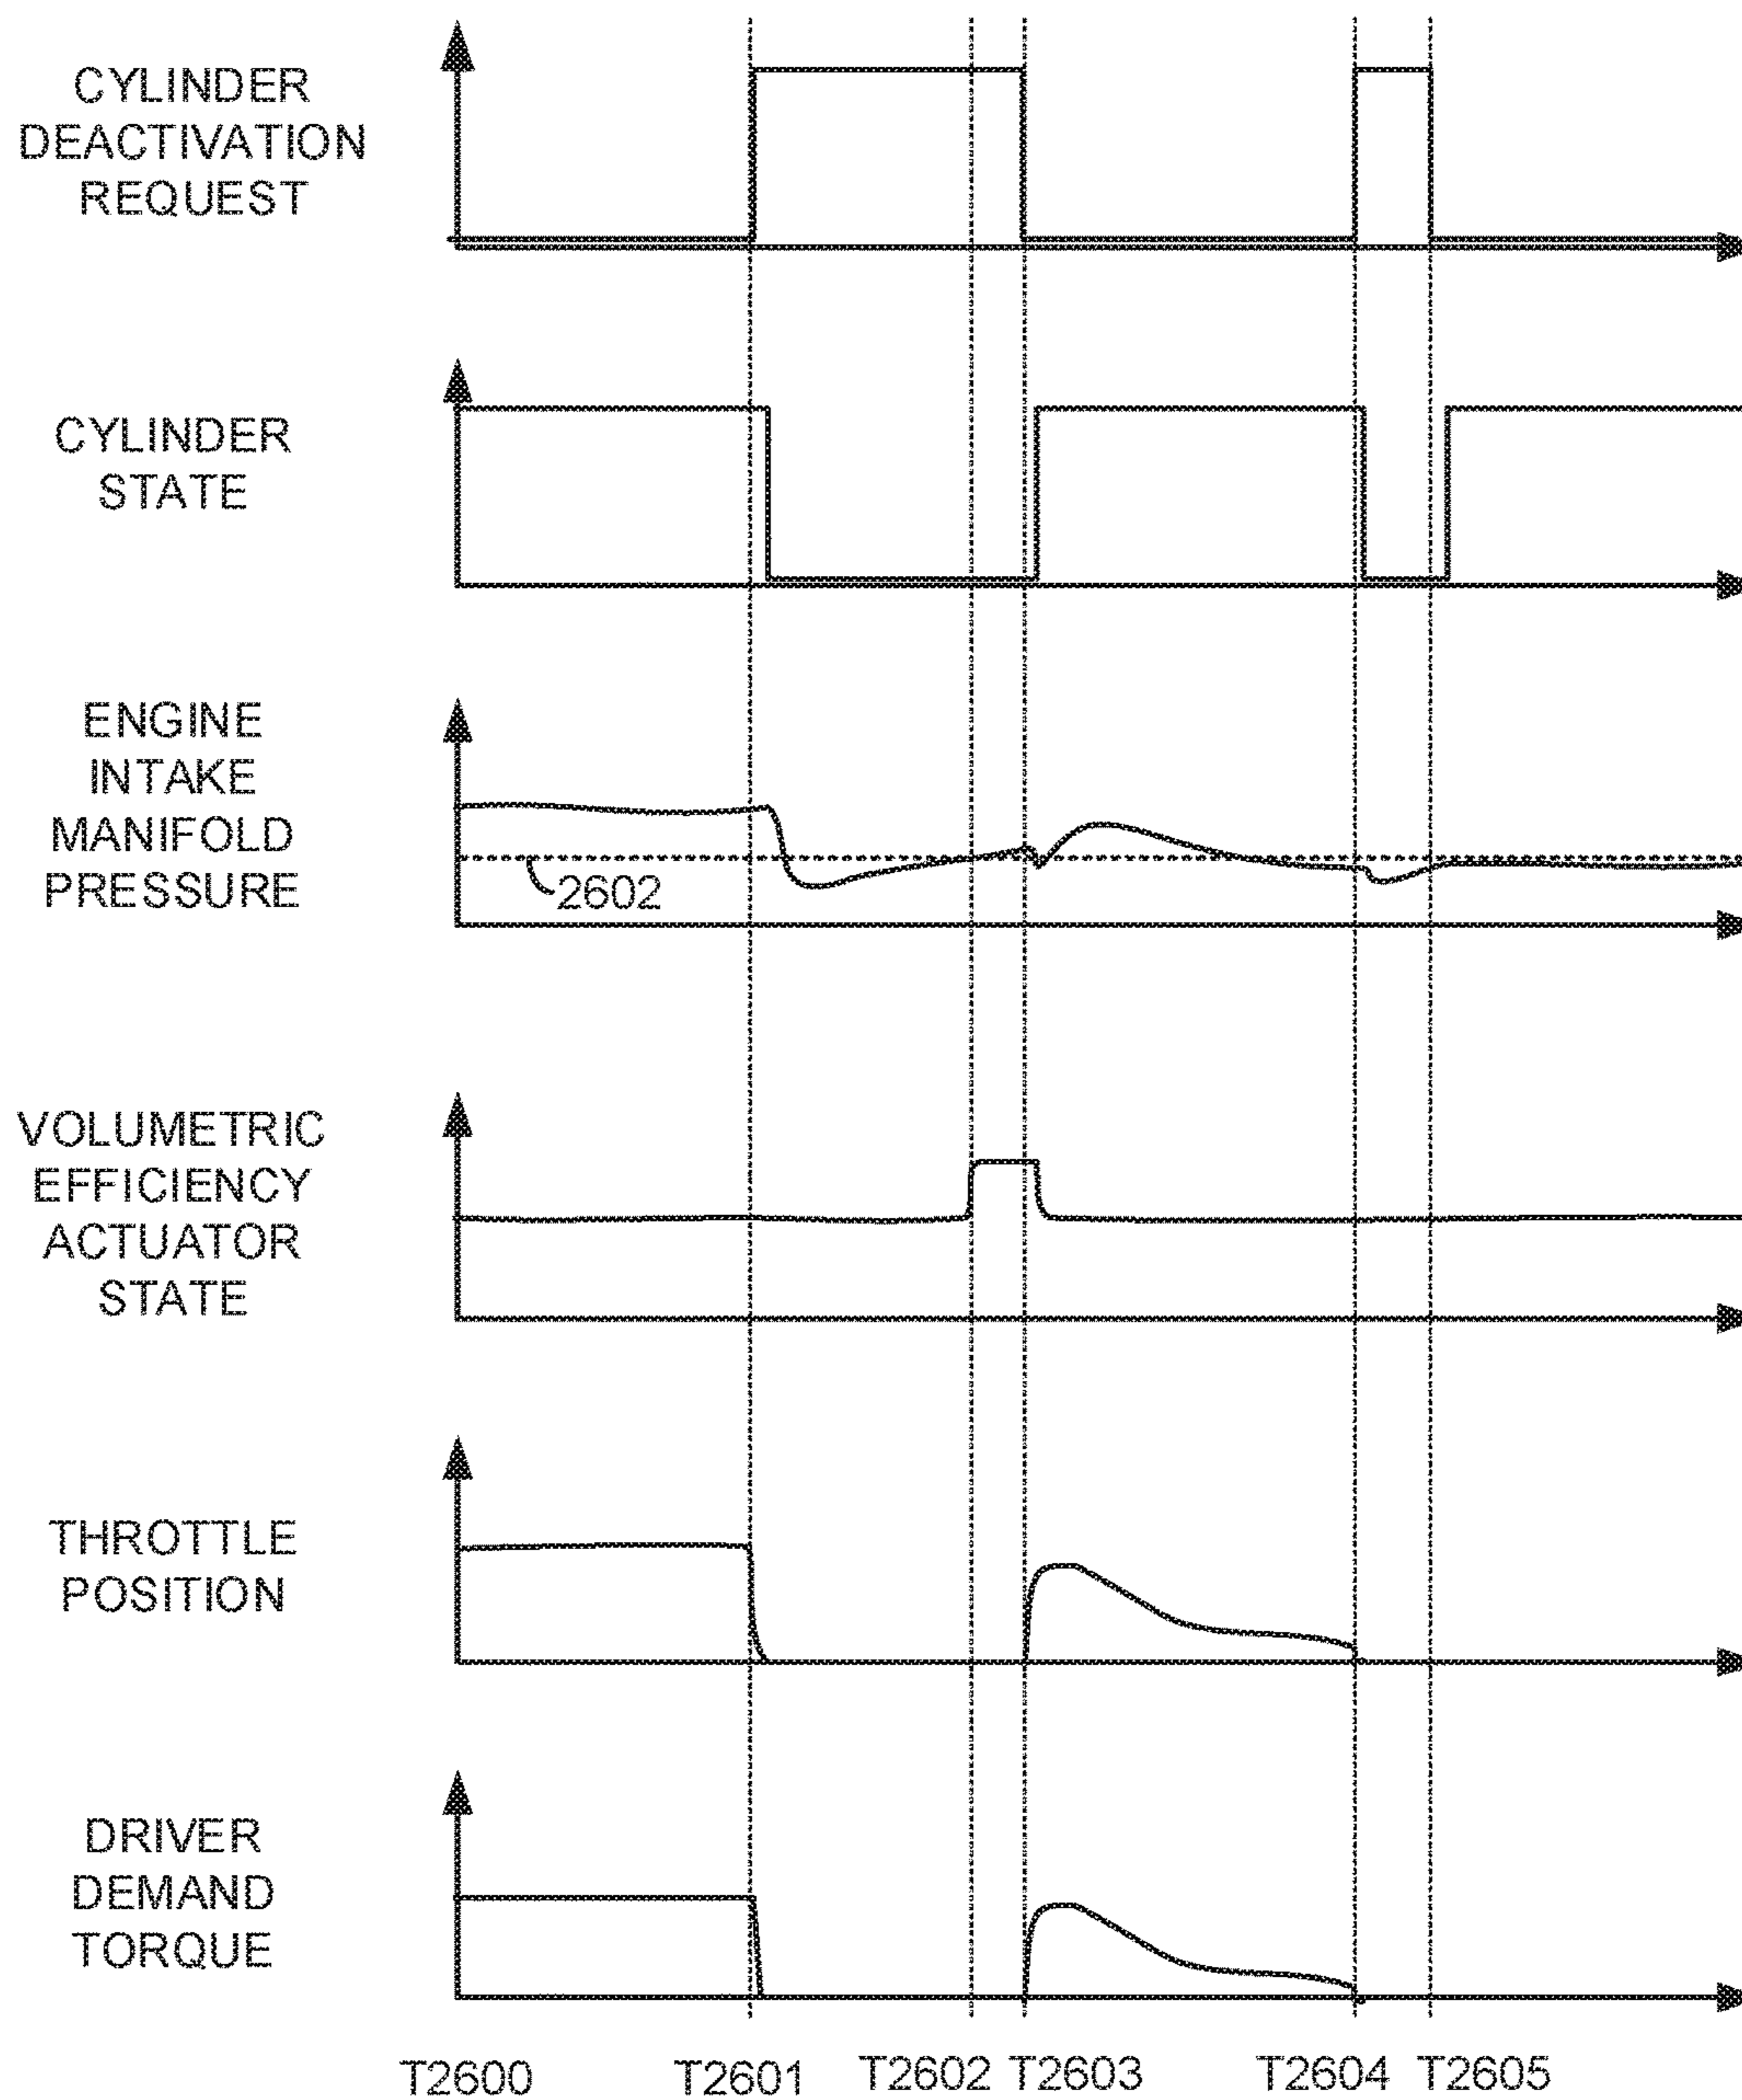 CYLINDER
DEACTIVATION
REQUEST
CYLINDER
STATE
ENGINE
INTAKE
MANIFOLD
PRESSURE
2602
VOLUMETRIC
EFFICIENCY
ACTUATOR
STATE
THROTTLE
POSITION
DRIVER
DEMAND
TORQUE
T2600 T2601 T2602 T2603 T2604 T2605